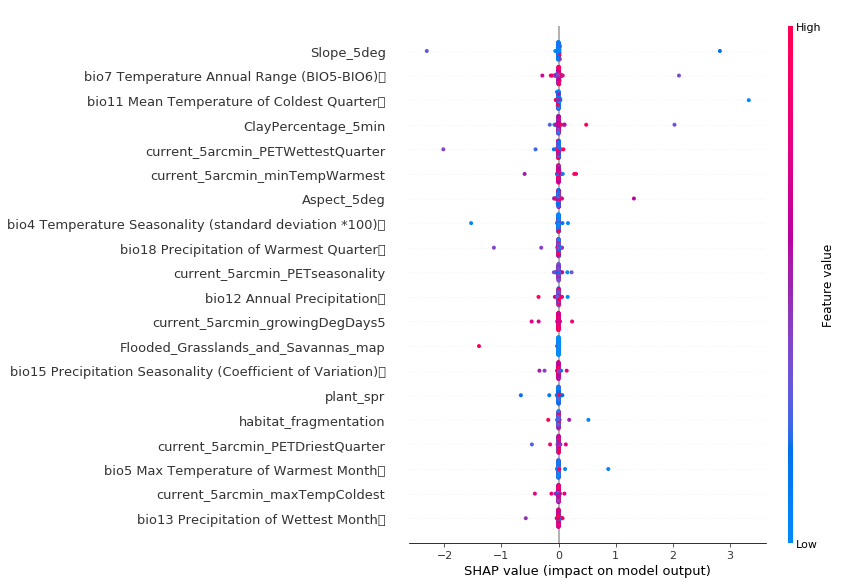 High
Slope_5deg
bio7 Temperature Annual Range (BIO5-BIO6)
bio11 Mean Temperature of Coldest Quarter
ClayPercentage_5min
current_5arcmin_PETWettestQuarter
current_5arcmin_minTempWarmest
Aspect_5deg
bio4 Temperature Seasonality (standard deviation *100)
bio18 Precipitation of Warmest Quarter
current_5arcmin_PETseasonality
bio12 Annual Precipitation
current_5arcmin_growingDegDays5
Flooded_Grasslands_and_Savannas_map
bio15 Precipitation Seasonality (Coefficient of Variation)
plant_spr
habitat_fragmentation
current_5arcmin_PETDriestQuarter
bio5 Max Temperature of Warmest Month
current_5arcmin_maxTempColdest
bio13 Precipitation of Wettest Month
Feature value
Low
−2 −1 0 1 2 3
SHAP value (impact on model output)